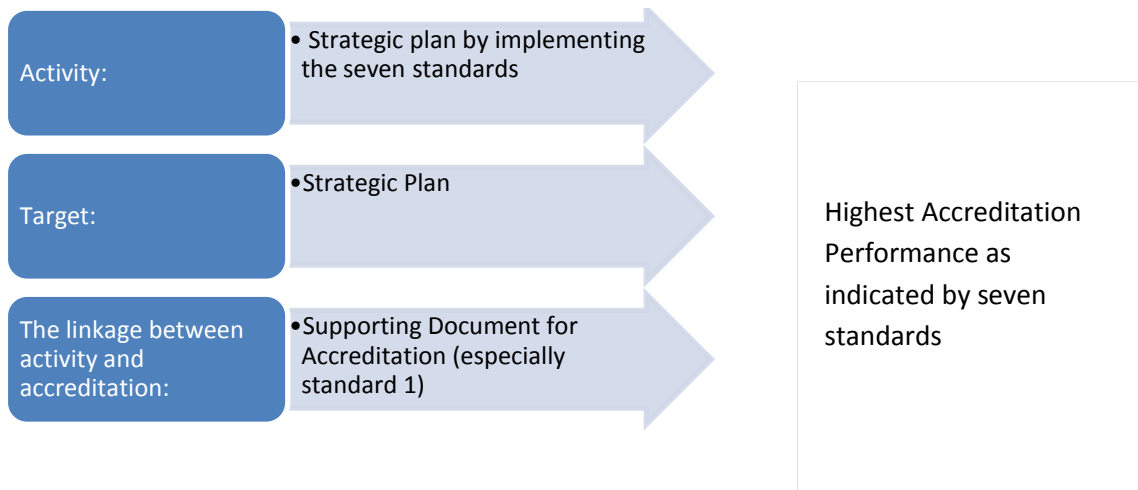 Activity:
• Strategic plan by implementing
the seven standards
Target:
•Strategic Plan
The linkage between
activity and
accreditation:
•Supporting Document for
Accreditation (especially
standard 1)
Highest Accreditation
Performance as
indicated by seven
standards